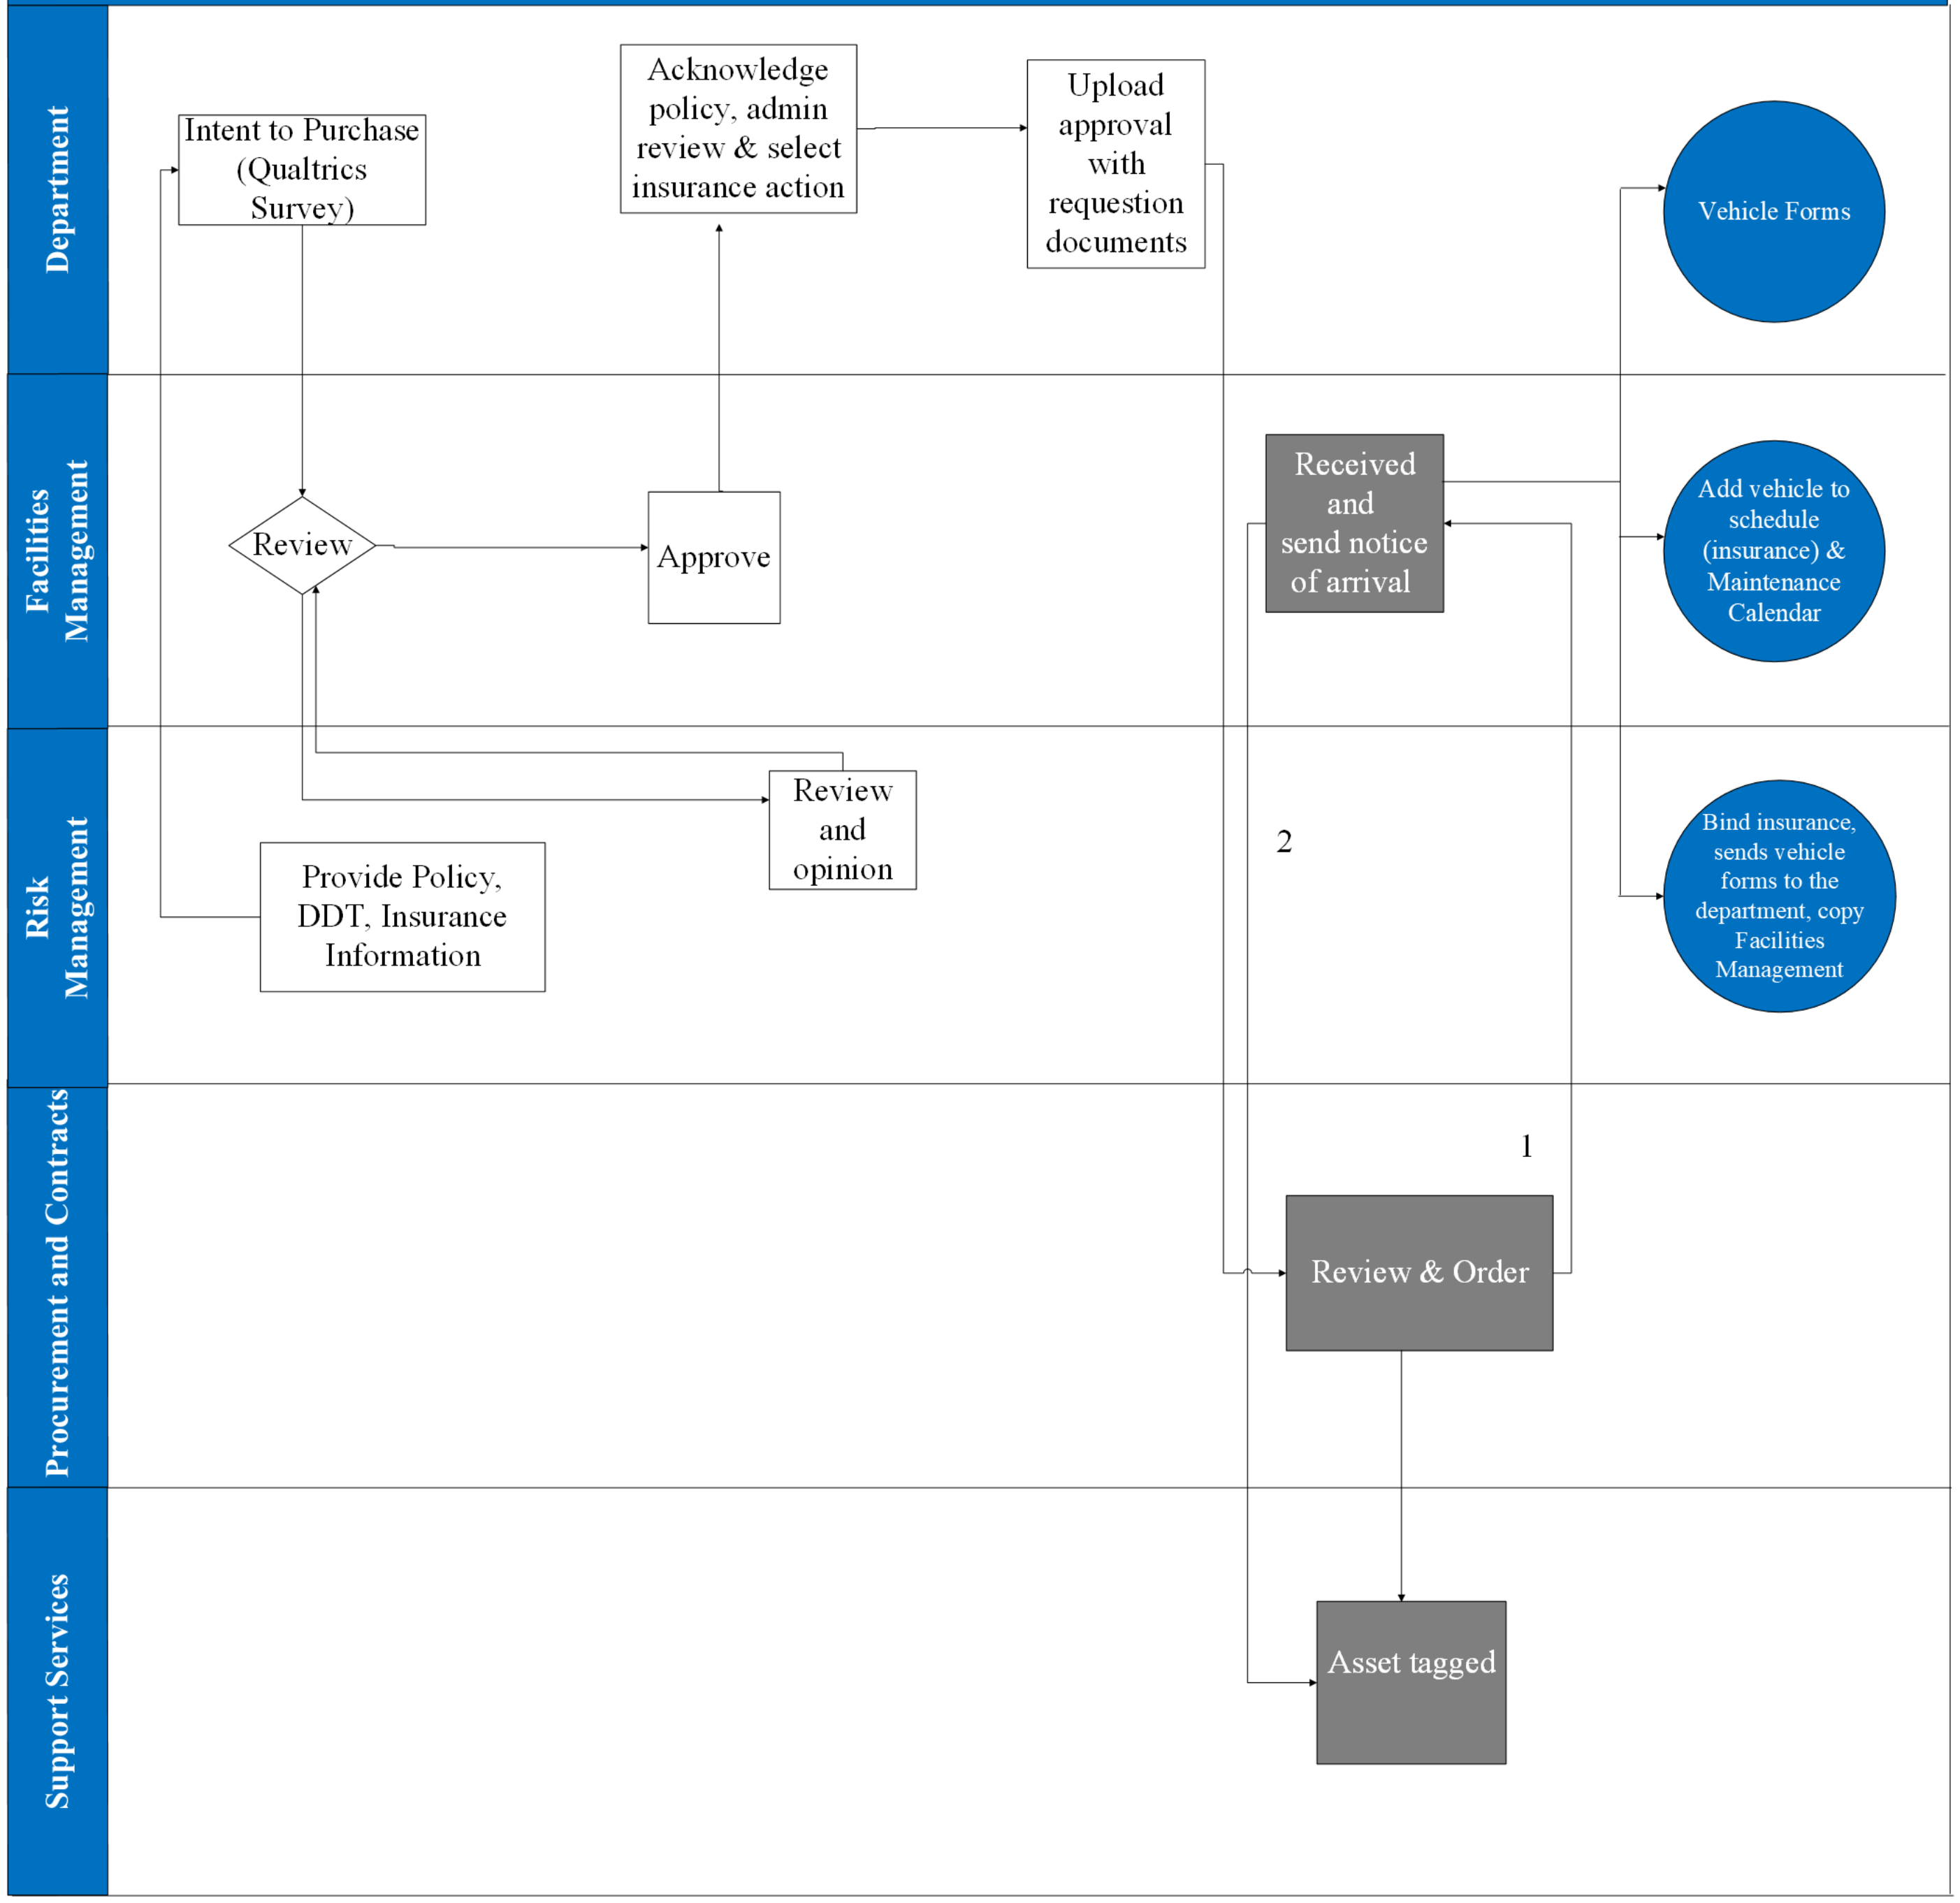 Department
Intent to Purchase
(Qualtrics
Survey)
Acknowledge
policy, admin
review & select
insurance action
Upload
approval
with
requestion
documents
Vehicle Forms
Facilities
Management
Review
Approve
Received
and
send notice
of arrival
Add vehicle to
schedule
(insurance) &
Maintenance
Calendar
Risk
Management
Review
and
opinion
Provide Policy,
DDT, Insurance
Information
2
Bind insurance,
sends vehicle
forms to the
department, copy
Facilities
Management
Procurement and Contracts
1
Review & Order
Support Services
Asset tagged